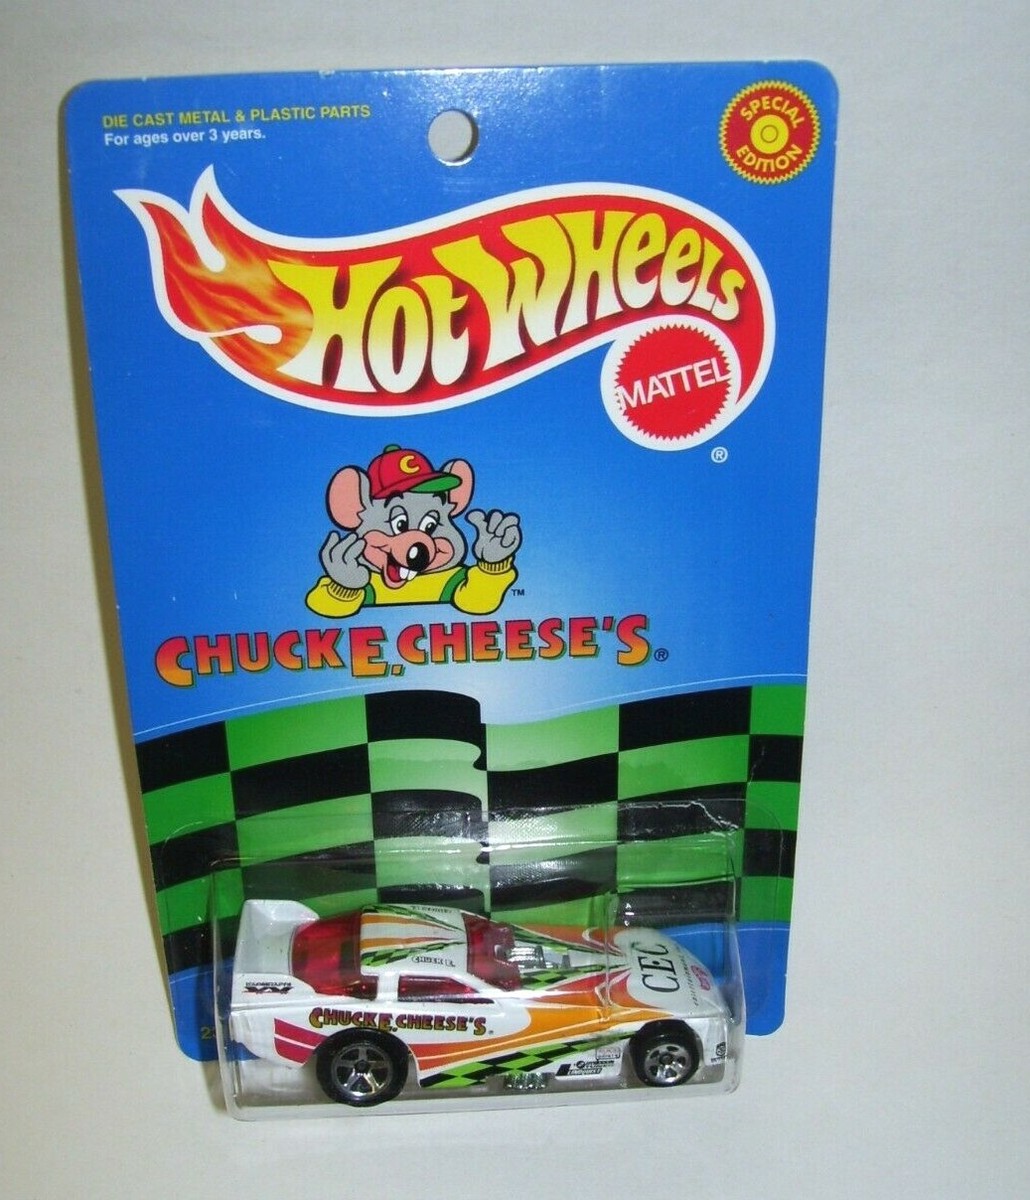 DIE CAST METAL & PLASTIC PARTS
For ages over 3 years.
SPECIAL
EDITION
HOT WHEELS
MATTEL
®
C
TM
CHUCK E. CHEESE'S®
CHUCK E.
CEC
CHUCK E. CHEESE'S®
LINDQUIST